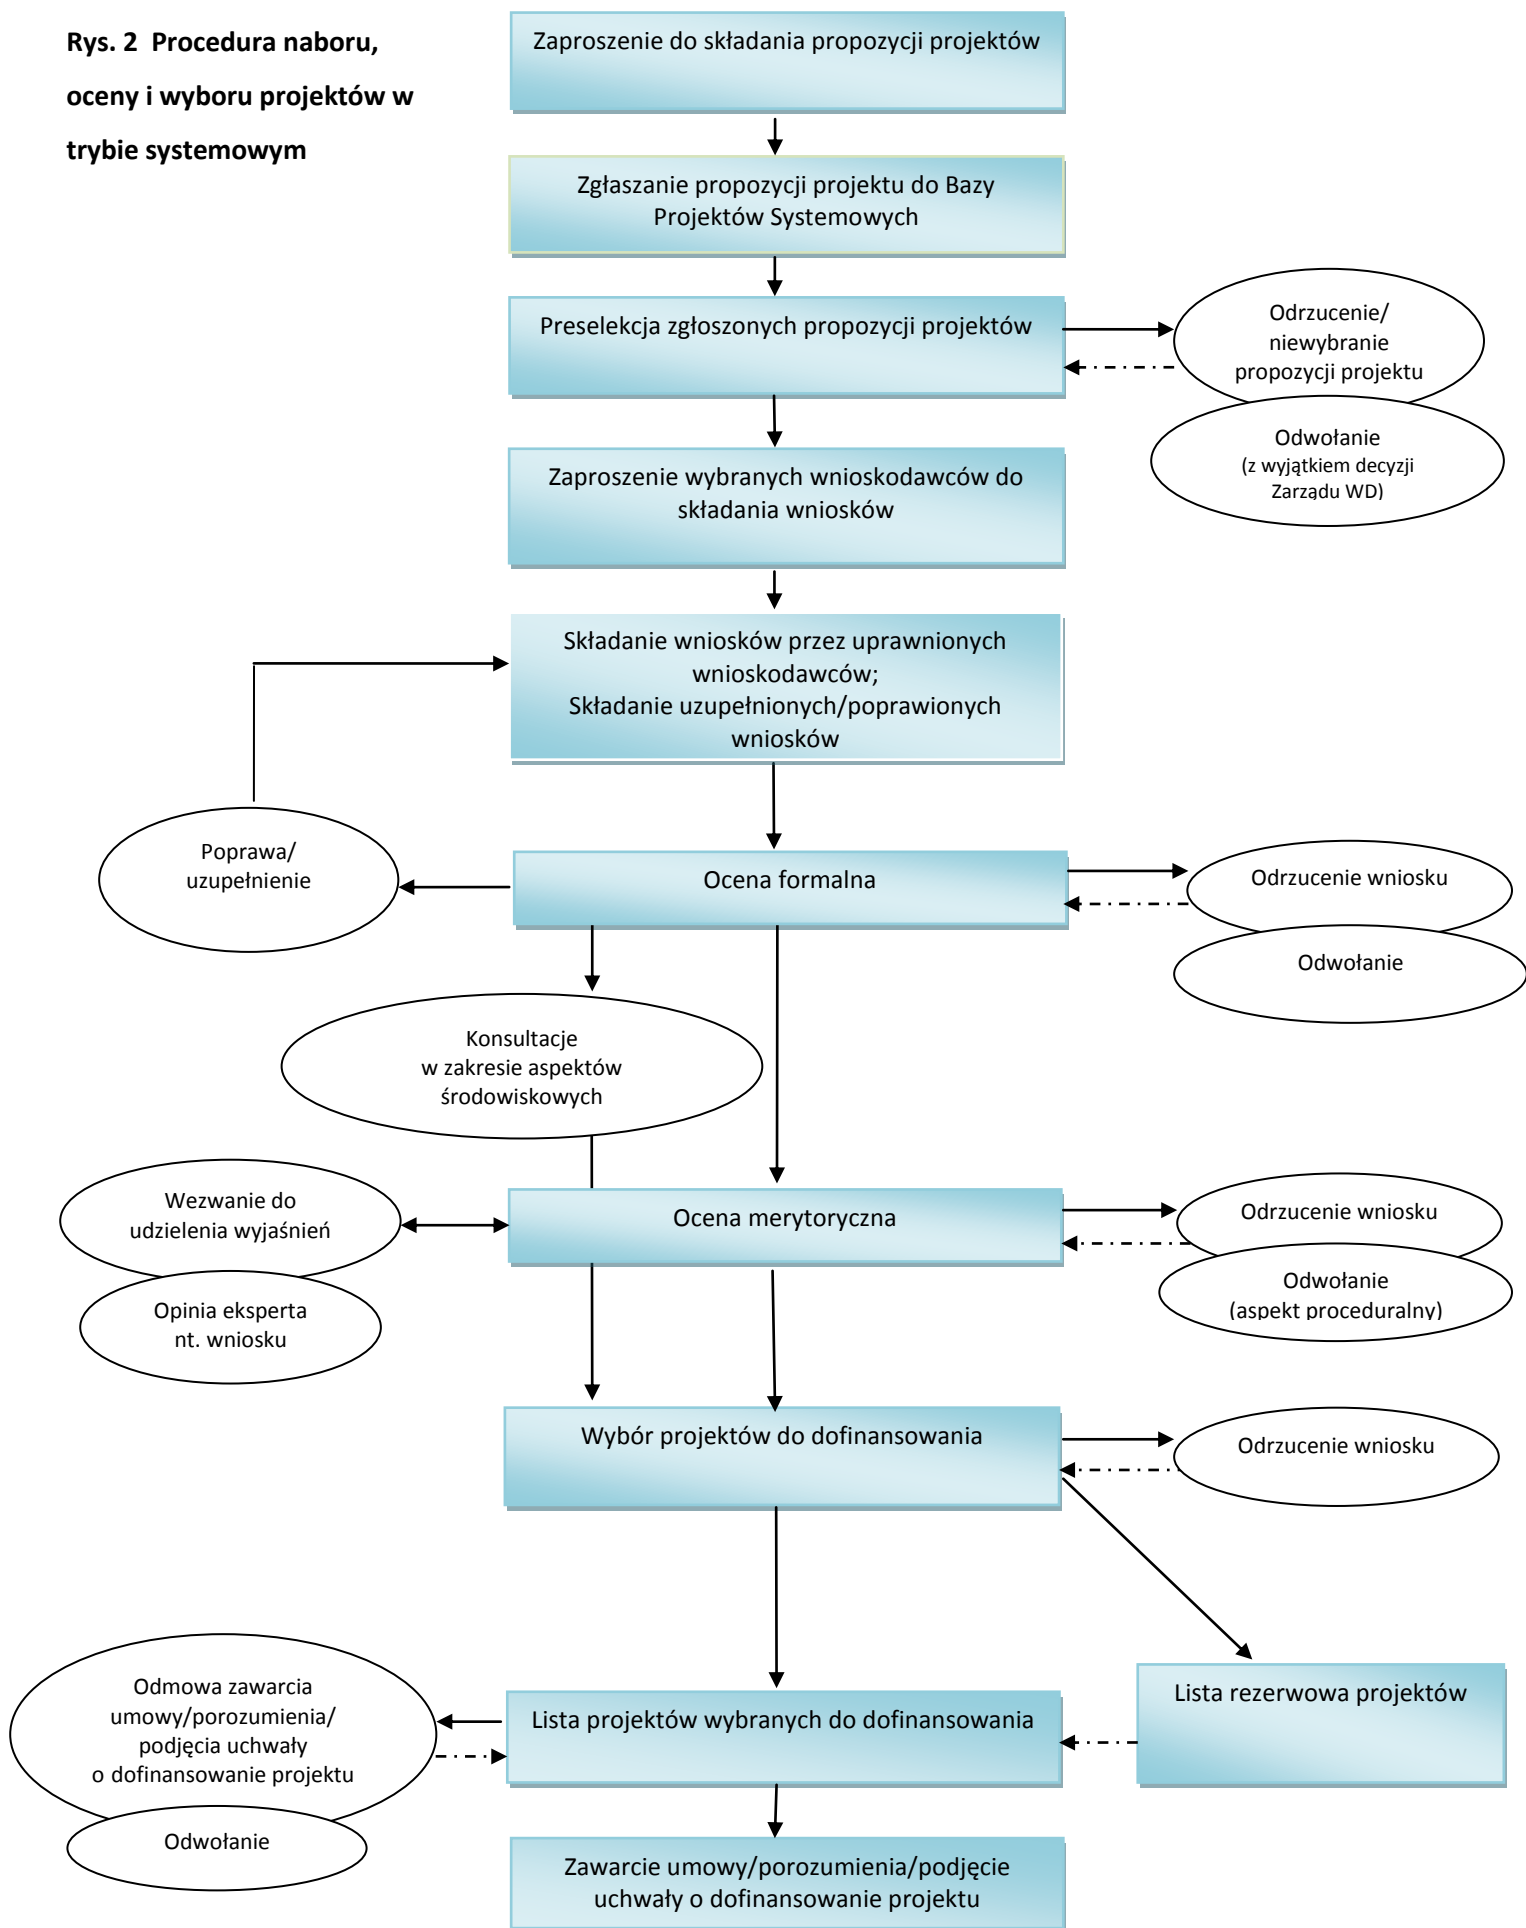 Rys. 2  Procedura naboru,
oceny i wyboru projektów w
trybie systemowym
Zaproszenie do składania propozycji projektów
Zgłaszanie propozycji projektu do Bazy
Projektów Systemowych
Preselekcja zgłoszonych propozycji projektów
Odrzucenie/
niewybranie
propozycji projektu
Odwołanie
(z wyjątkiem decyzji
Zarządu WD)
Zaproszenie wybranych wnioskodawców do
składania wniosków
Składanie wniosków przez uprawnionych
wnioskodawców;
Składanie uzupełnionych/poprawionych
wniosków
Poprawa/
uzupełnienie
Ocena formalna
Odrzucenie wniosku
Odwołanie
Konsultacje
w zakresie aspektów
środowiskowych
Wezwanie do
udzielenia wyjaśnień
Opinia eksperta
nt. wniosku
Ocena merytoryczna
Odrzucenie wniosku
Odwołanie
(aspekt proceduralny)
Wybór projektów do dofinansowania
Odrzucenie wniosku
Odmowa zawarcia
umowy/porozumienia/
podjęcia uchwały
o dofinansowanie projektu
Odwołanie
Lista projektów wybranych do dofinansowania
Lista rezerwowa projektów
Zawarcie umowy/porozumienia/podjęcie
uchwały o dofinansowanie projektu